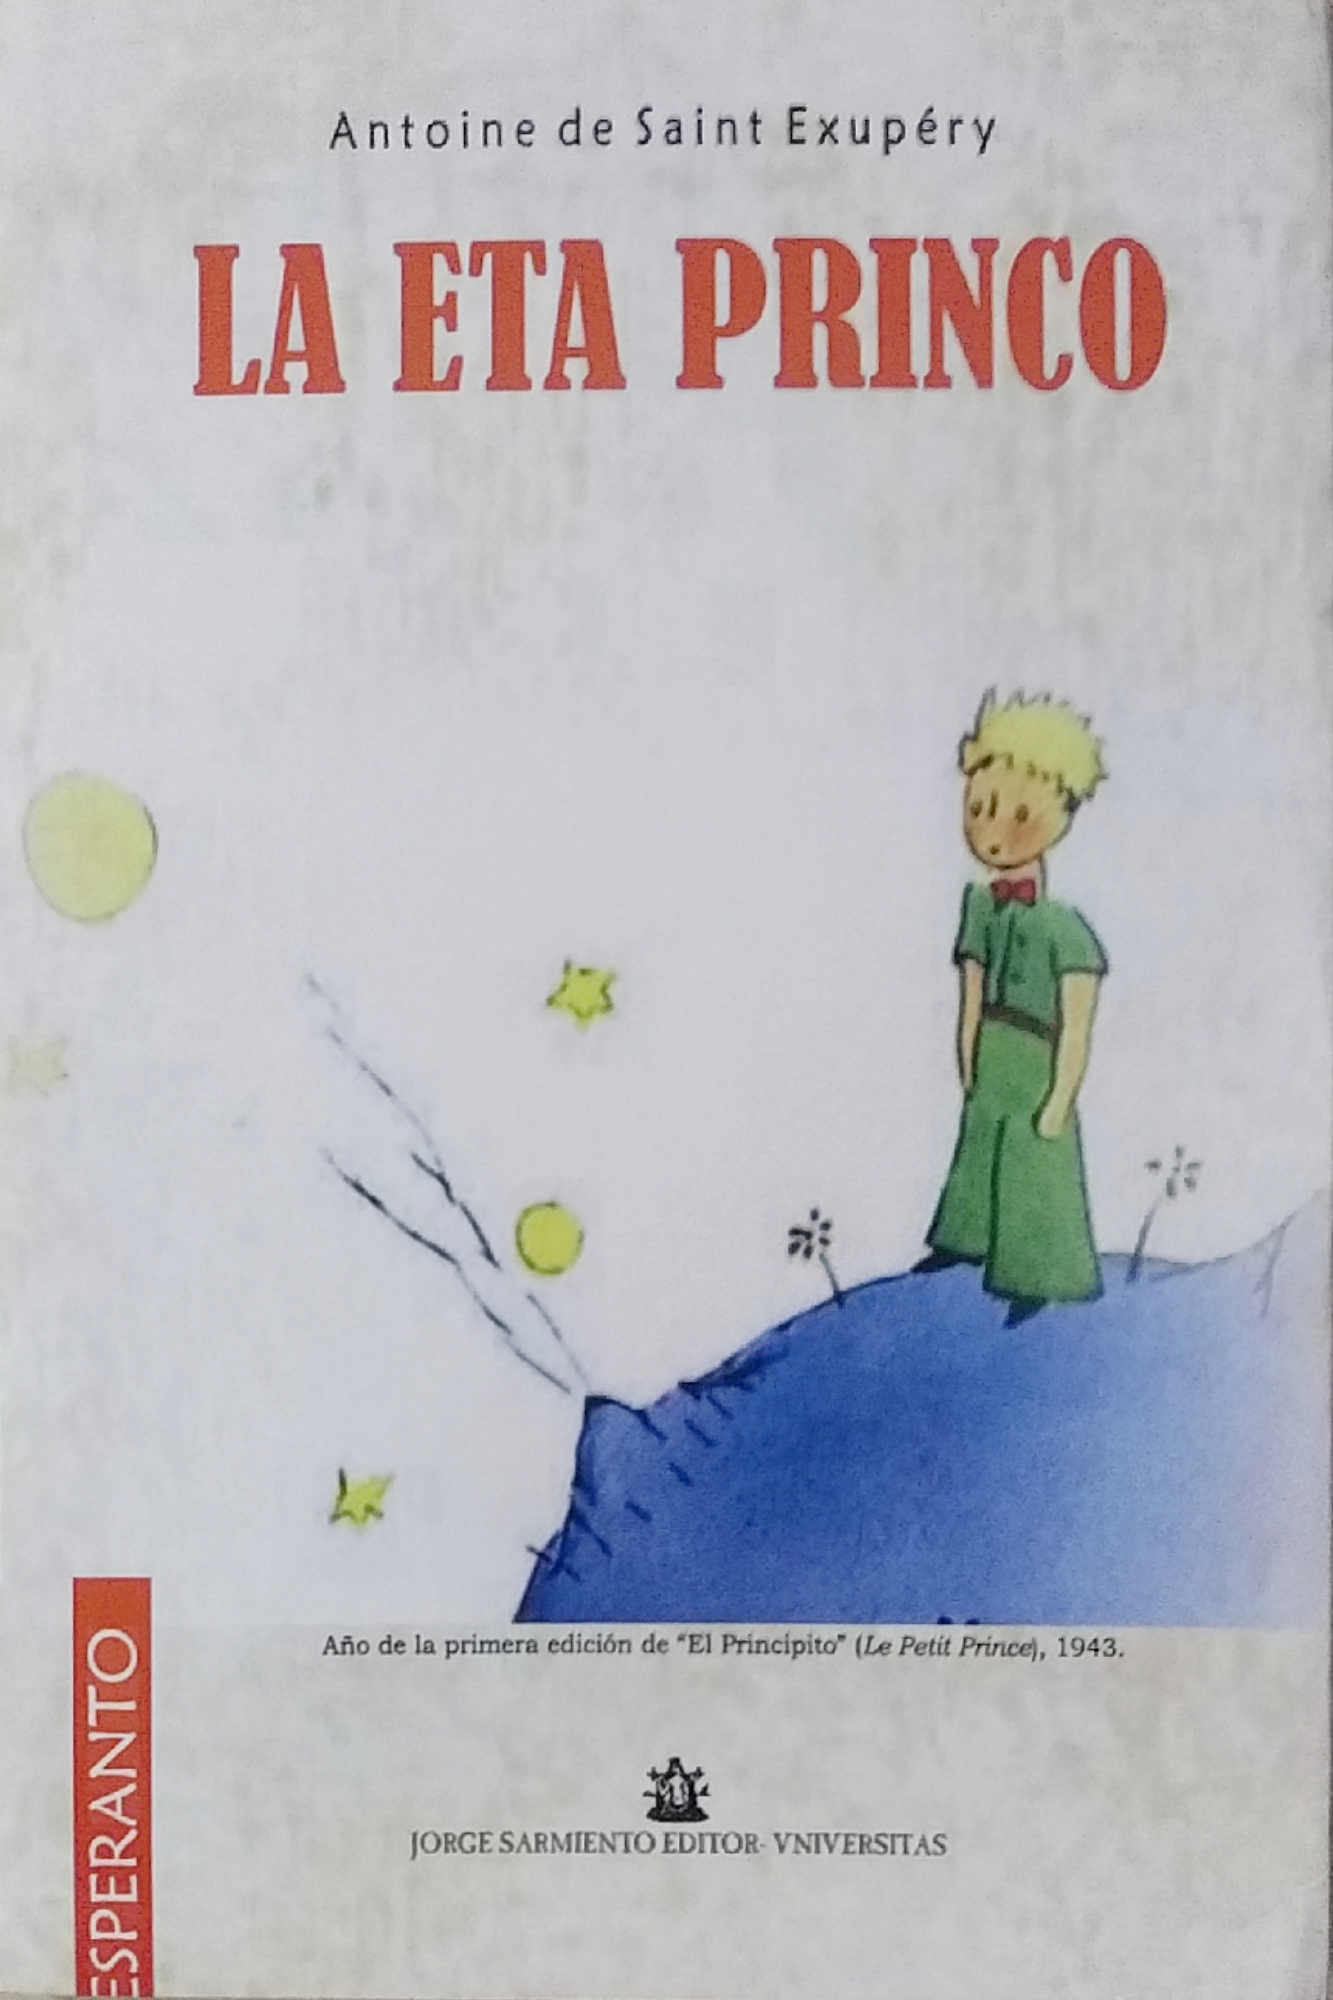 Antoine de Saint Exupéry
LA ETA PRINCO
Año de la primera edición de "El Principito" (Le Petit Prince), 1943.
ESPERANTO
JORGE SARMIENTO EDITOR- VNIVERSITAS